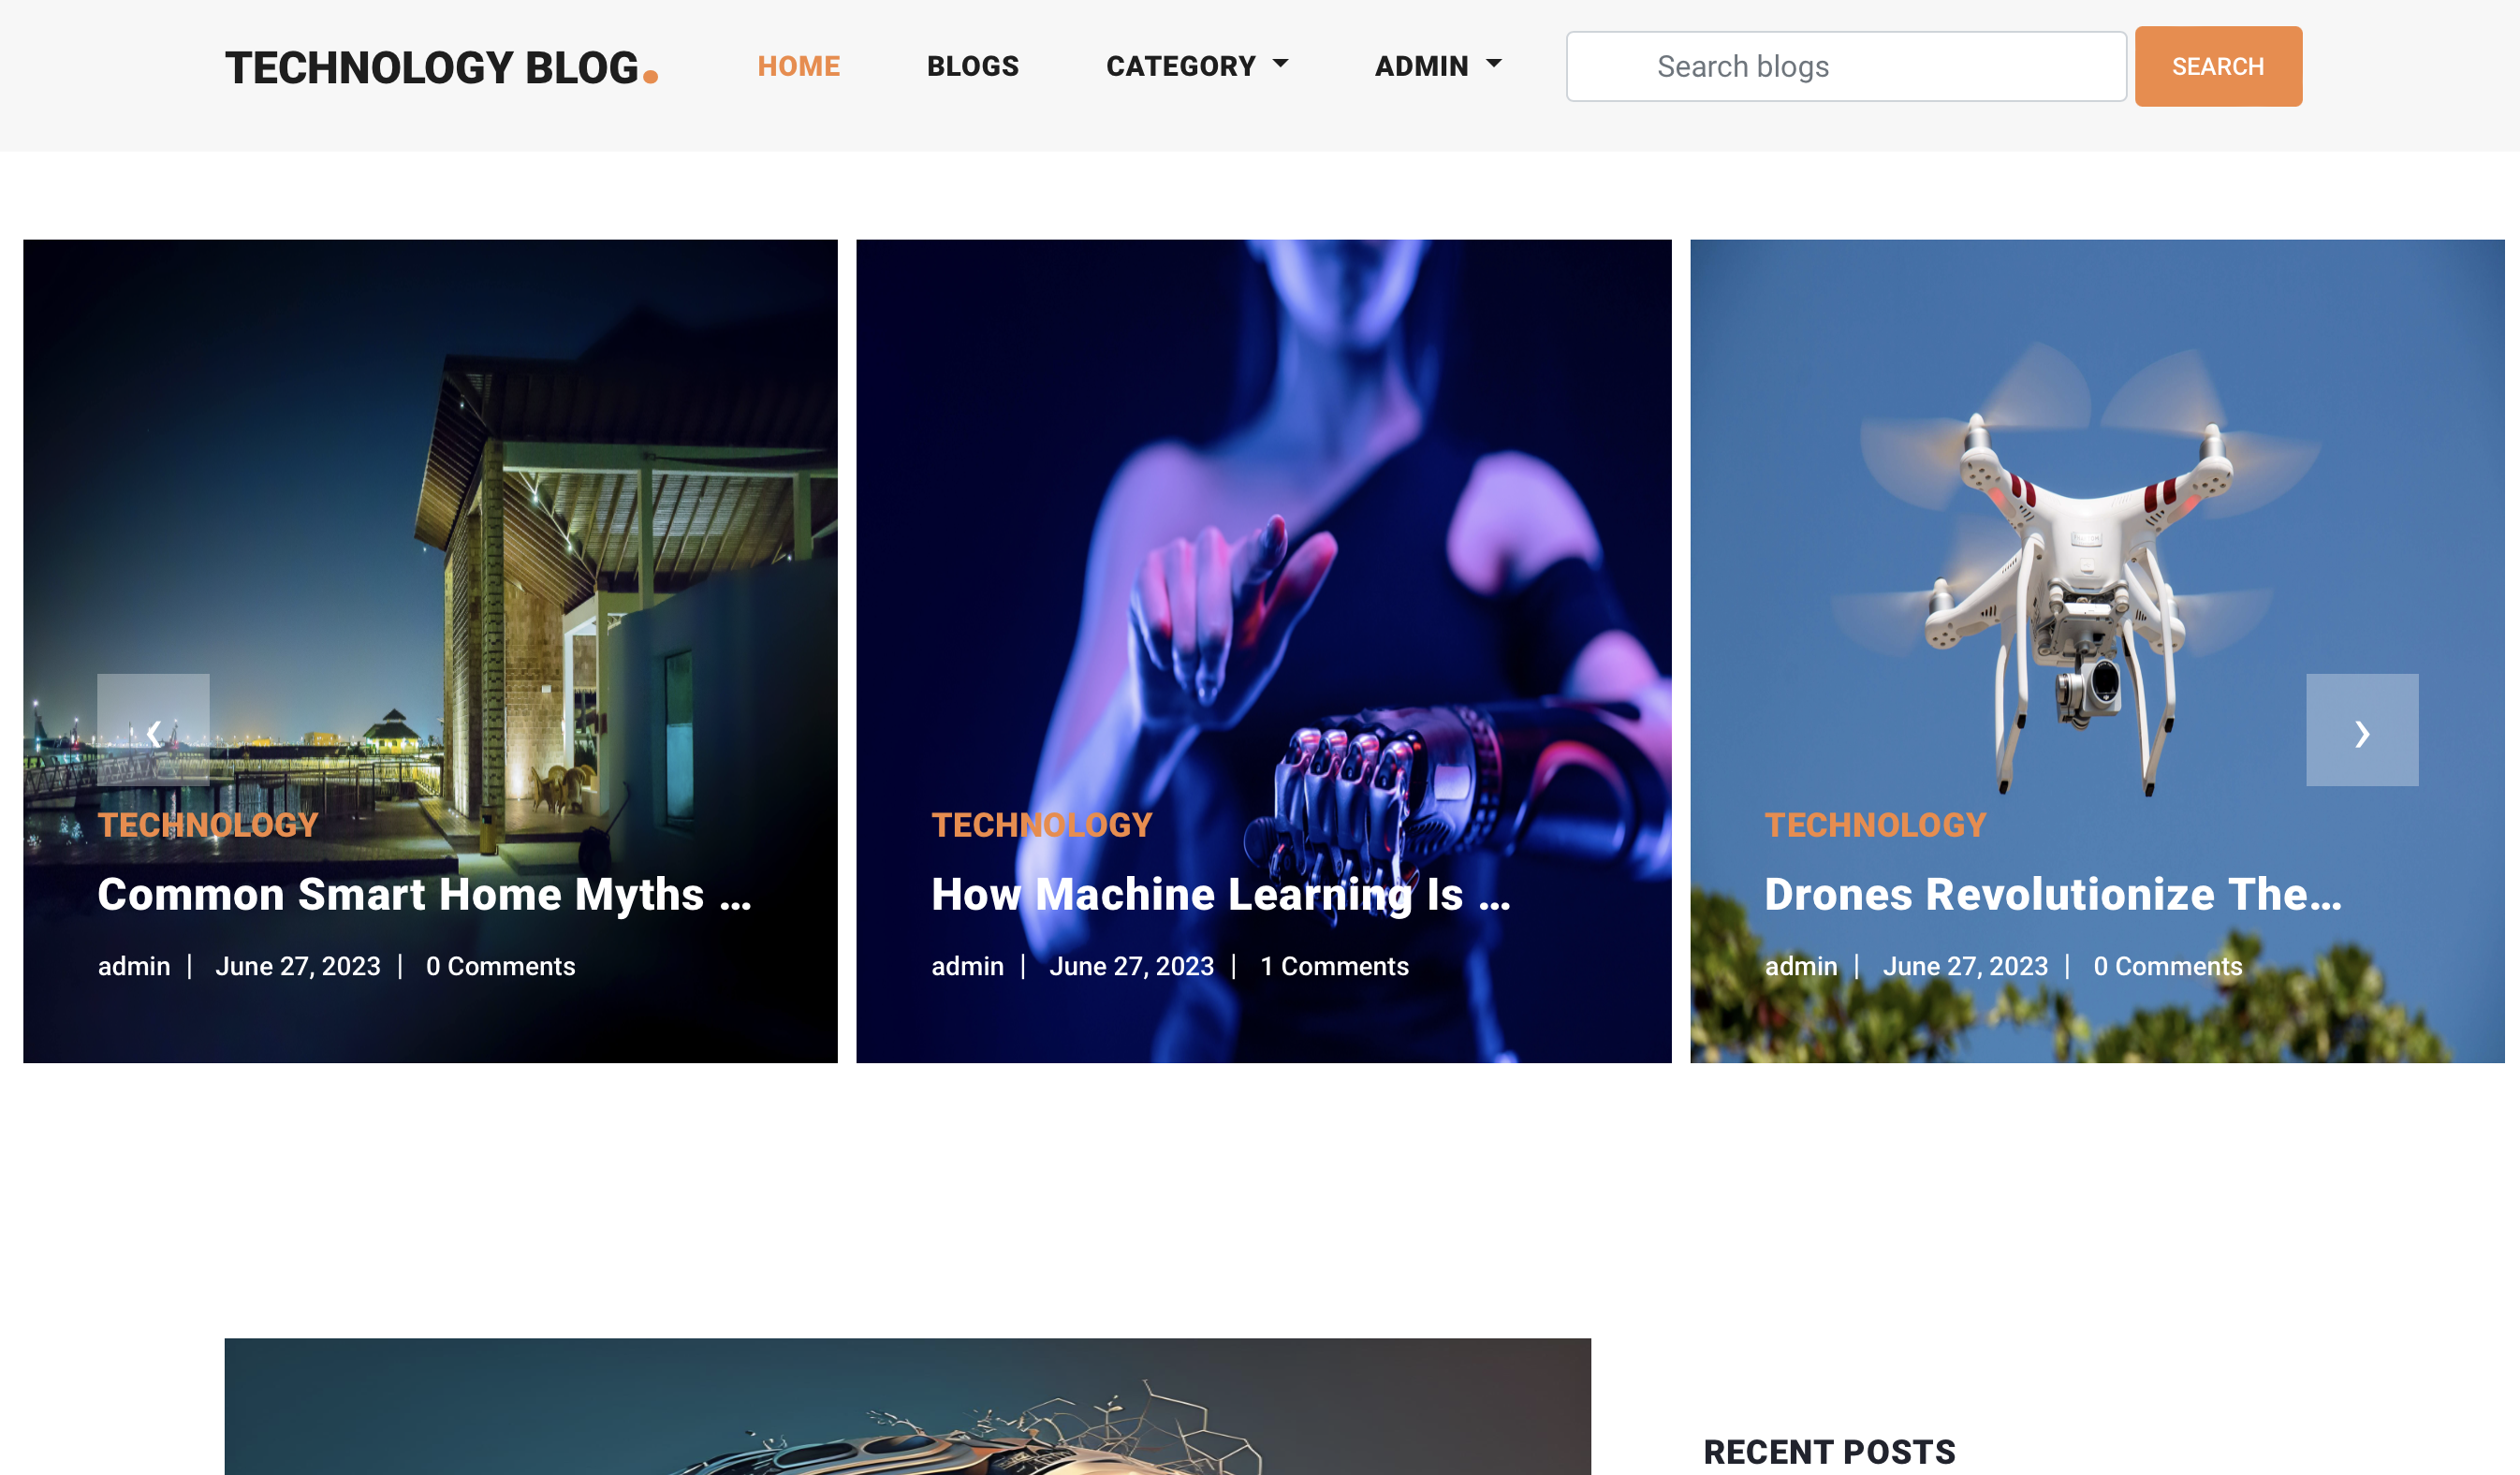 TECHNOLOGY BLOG.
HOME
BLOGS
CATEGORY
ADMIN
Search blogs
SEARCH
TECHNOLOGY
Common Smart Home Myths ...
admin | June 27, 2023 | 0 Comments
TECHNOLOGY
How Machine Learning Is ...
admin | June 27, 2023 | 1 Comments
TECHNOLOGY
Drones Revolutionize The...
admin | June 27, 2023 | 0 Comments
RECENT POSTS